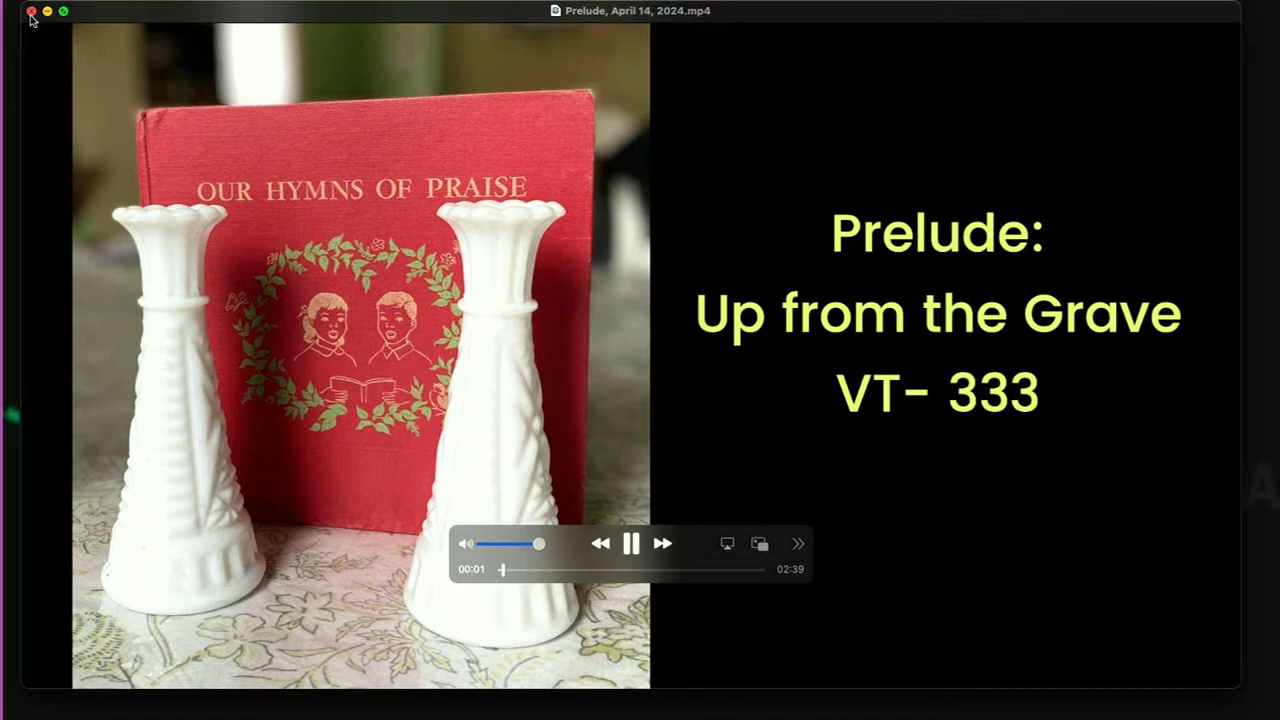 Prelude, April 14, 2024.mp4
OUR HYMNS OF PRAISE
Prelude:
Up from the Grave
VT- 333
00:01
02:39